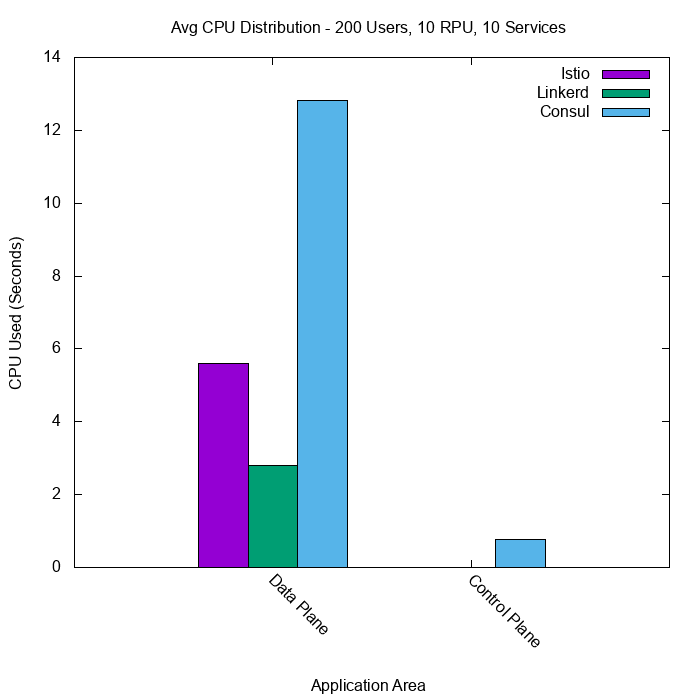 Avg CPU Distribution - 200 Users, 10 RPU, 10 Services
Istio
Linkerd
Consul
14
12
10
8
6
4
2
0
CPU Used (Seconds)
Data Plane
Control Plane
Application Area